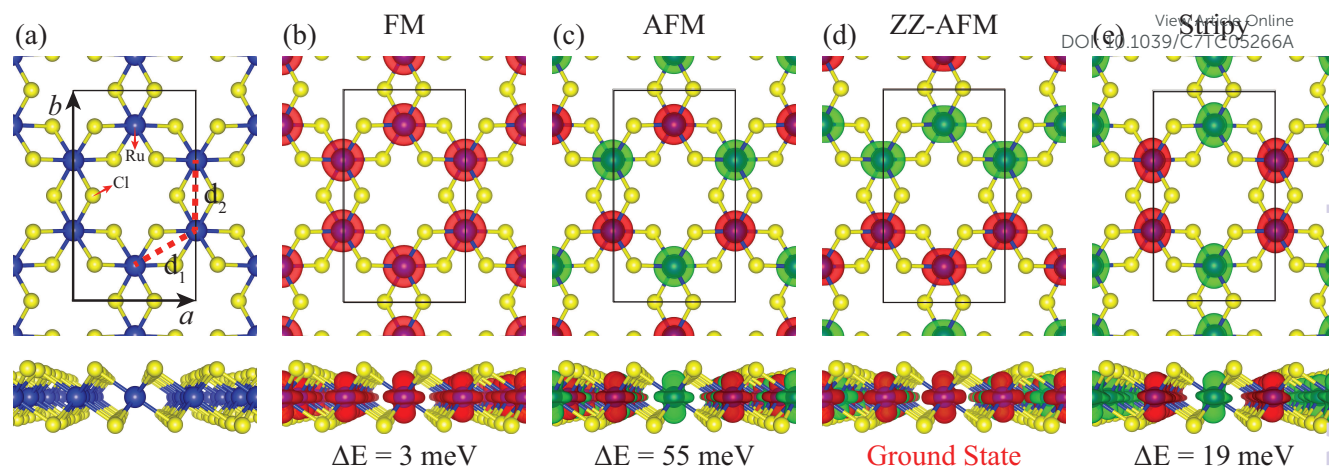 (a)
(b) FM
(c) AFM
(d) ZZ-AFM
(e) Stripy
View Article Online
DOI: 10.1039/C7TC05266A
b
Ru
Cl
d2
d1
a
ΔE = 3 meV
ΔE = 55 meV
Ground State
ΔE = 19 meV